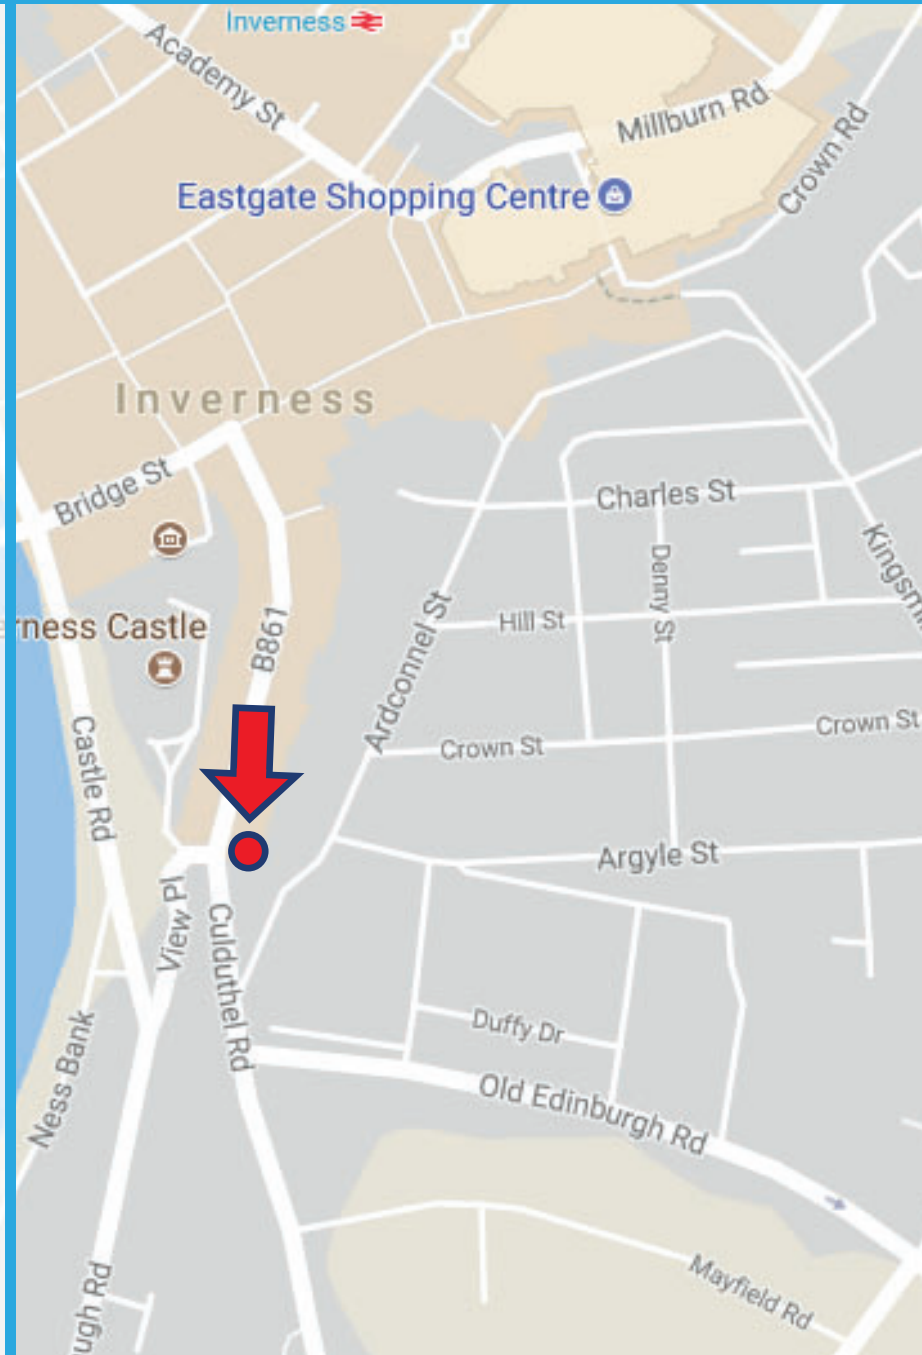 Inverness
Academy St
Millburn Rd
Crown Rd
Eastgate Shopping Centre
Inverness
Bridge St
Charles St
Denny St
Kingsm
Hill St
rness Castle
B861
Ardconnel St
Crown St
Crown St
Castle Rd
Argyle St
View Pl
Culduthel Rd
Duffy Dr
Ness Bank
Old Edinburgh Rd
Mayfield Rd
ugh Rd